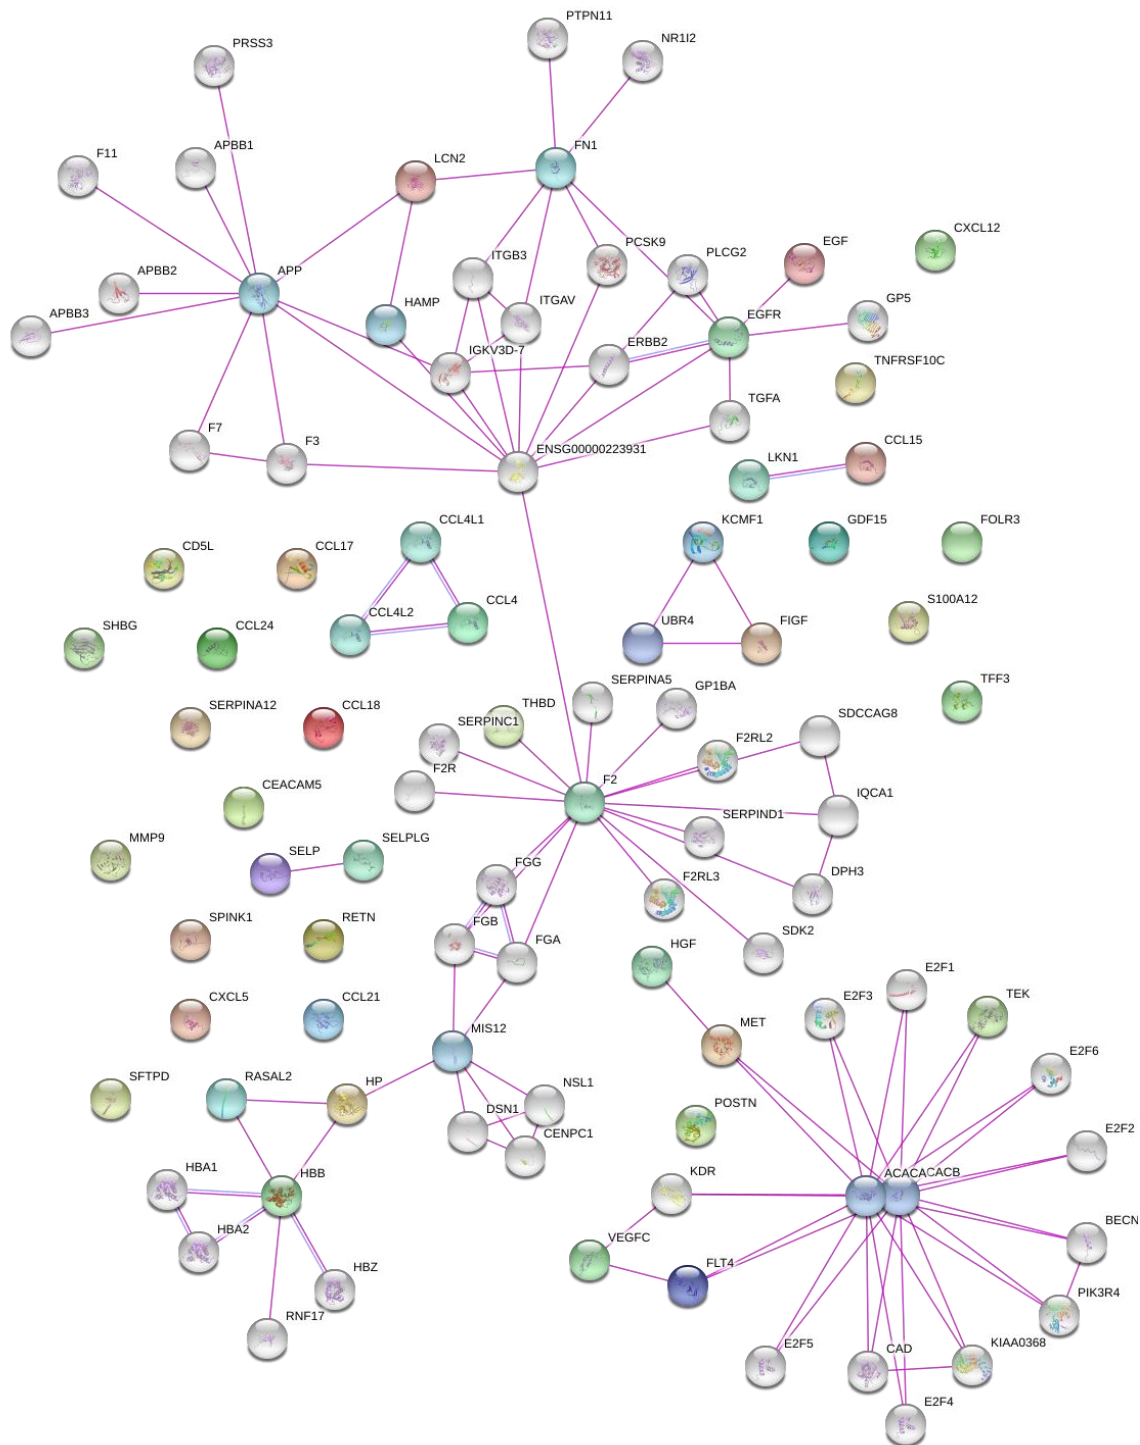 PTPN11
PRSS3
NR1I2
FN1
F11
APBB1
LCN2
CXCL12
PCSK9
PLCG2
EGF
ITGB3
APBB2
APP
HAMP
ITGAV
GP5
APBB3
EGFR
ERBB2
IGKV3D-7
TNFRSF10C
TGFA
F7
F3
ENSG00000223931
CCL15
LKN1
CCL4L1
KCMF1
GDF15
FOLR3
CD5L
CCL17
CCL4L2
CCL4
S100A12
SHBG
CCL24
UBR4
FIGF
SERPINA5
GP1BA
TFF3
SERPINA12
CCL18
THBD
SDCCAG8
SERPINC1
F2RL2
F2R
F2
CEACAM5
IQCA1
SERPIND1
MMP9
SELP
SELPLG
FGG
F2RL3
DPH3
SPINK1
RETN
FGB
FGA
SDK2
HGF
E2F1
CXCL5
CCL21
E2F3
TEK
MIS12
MET
E2F6
SFTPD
RASAL2
HP
NSL1
DSN1
POSTN
CENPC1
E2F2
HBA1
HBB
KDR
ACACA
CACB
HBA2
VEGFC
BECN
HBZ
FLT4
PIK3R4
RNF17
E2F5
CAD
KIAA0368
E2F4